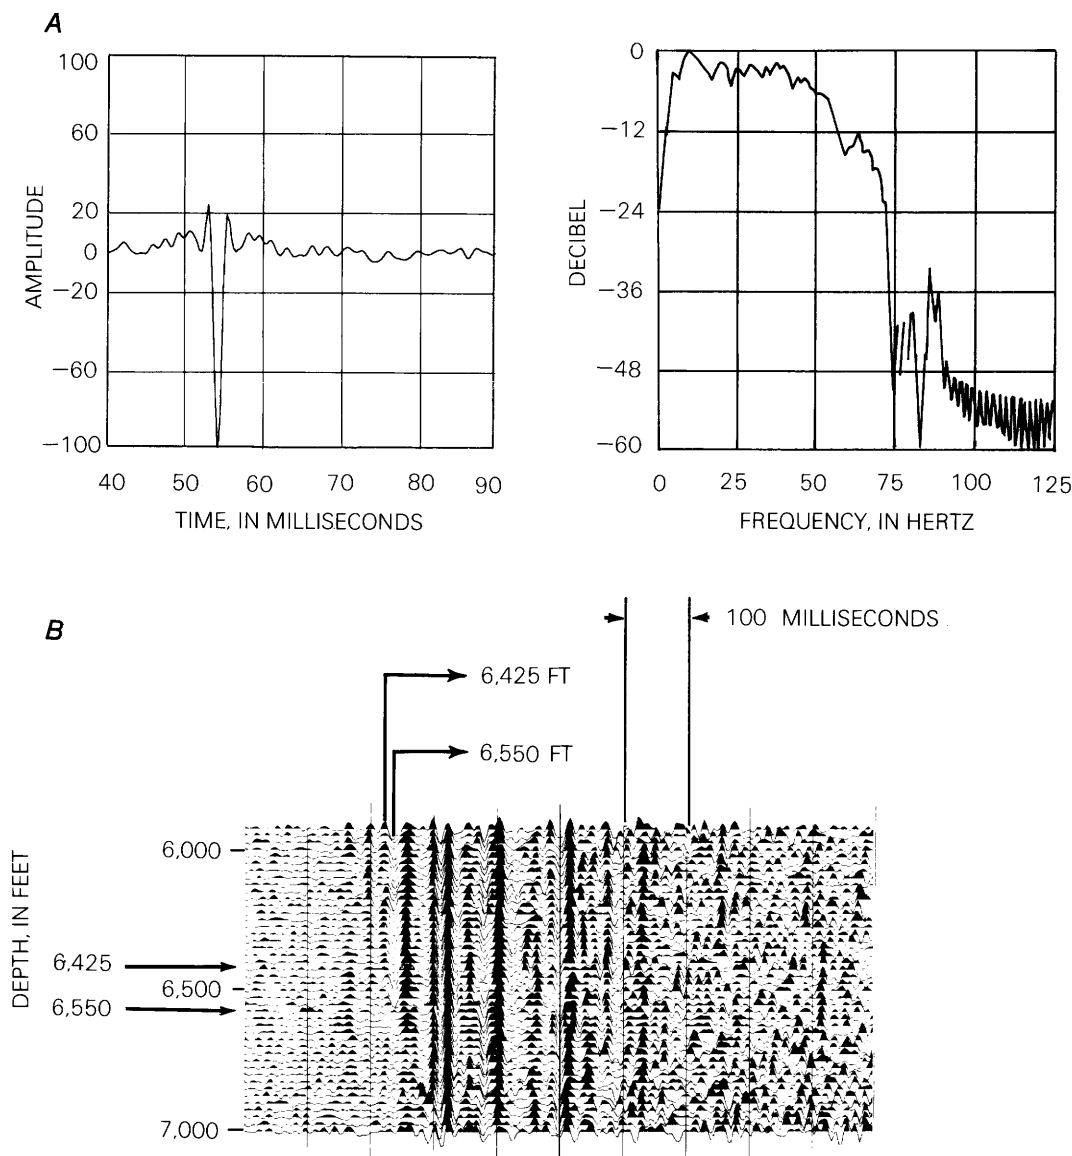 A
100
60
20
0
−20
−60
−100
AMPLITUDE
40 50 60 70 80 90
TIME, IN MILLISECONDS
0
−12
−24
−36
−48
−60
DECIBEL
0 25 50 75 100 125
FREQUENCY, IN HERTZ
B
100 MILLISECONDS
6,425 FT
6,550 FT
6,000
6,425
6,500
6,550
7,000
DEPTH, IN FEET